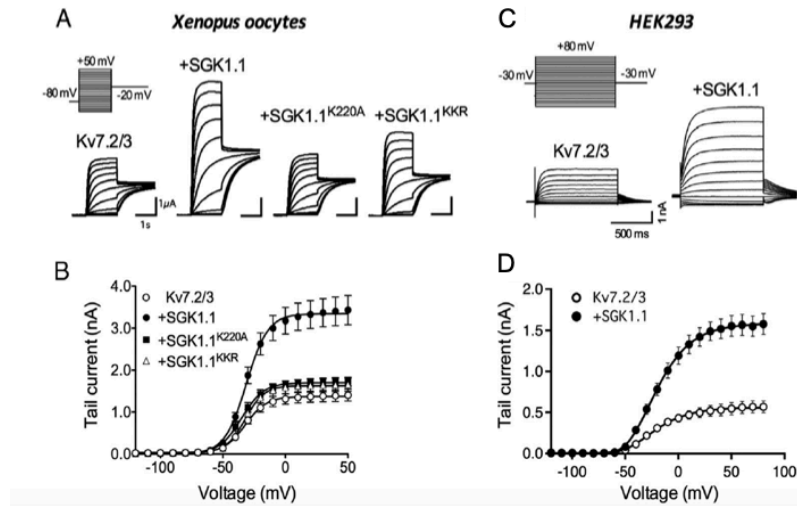 A
Xenopus oocytes
+50 mV
-80 mV
-20 mV
Kv7.2/3
+SGK1.1
+SGK1.1K220A
+SGK1.1KKR
1µA
1s
B
Kv7.2/3
+SGK1.1
+SGK1.1K220A
+SGK1.1KKR
Tail current (nA)
4.0
3.0
2.0
1.0
0.0
-100
-50
0
50
Voltage (mV)
C
HEK293
+80 mV
-30 mV
-30 mV
Kv7.2/3
+SGK1.1
1 nA
500 ms
D
Kv7.2/3
+SGK1.1
Tail current (nA)
2.0
1.5
1.0
0.5
0.0
-100
-50
0
50
100
Voltage (mV)